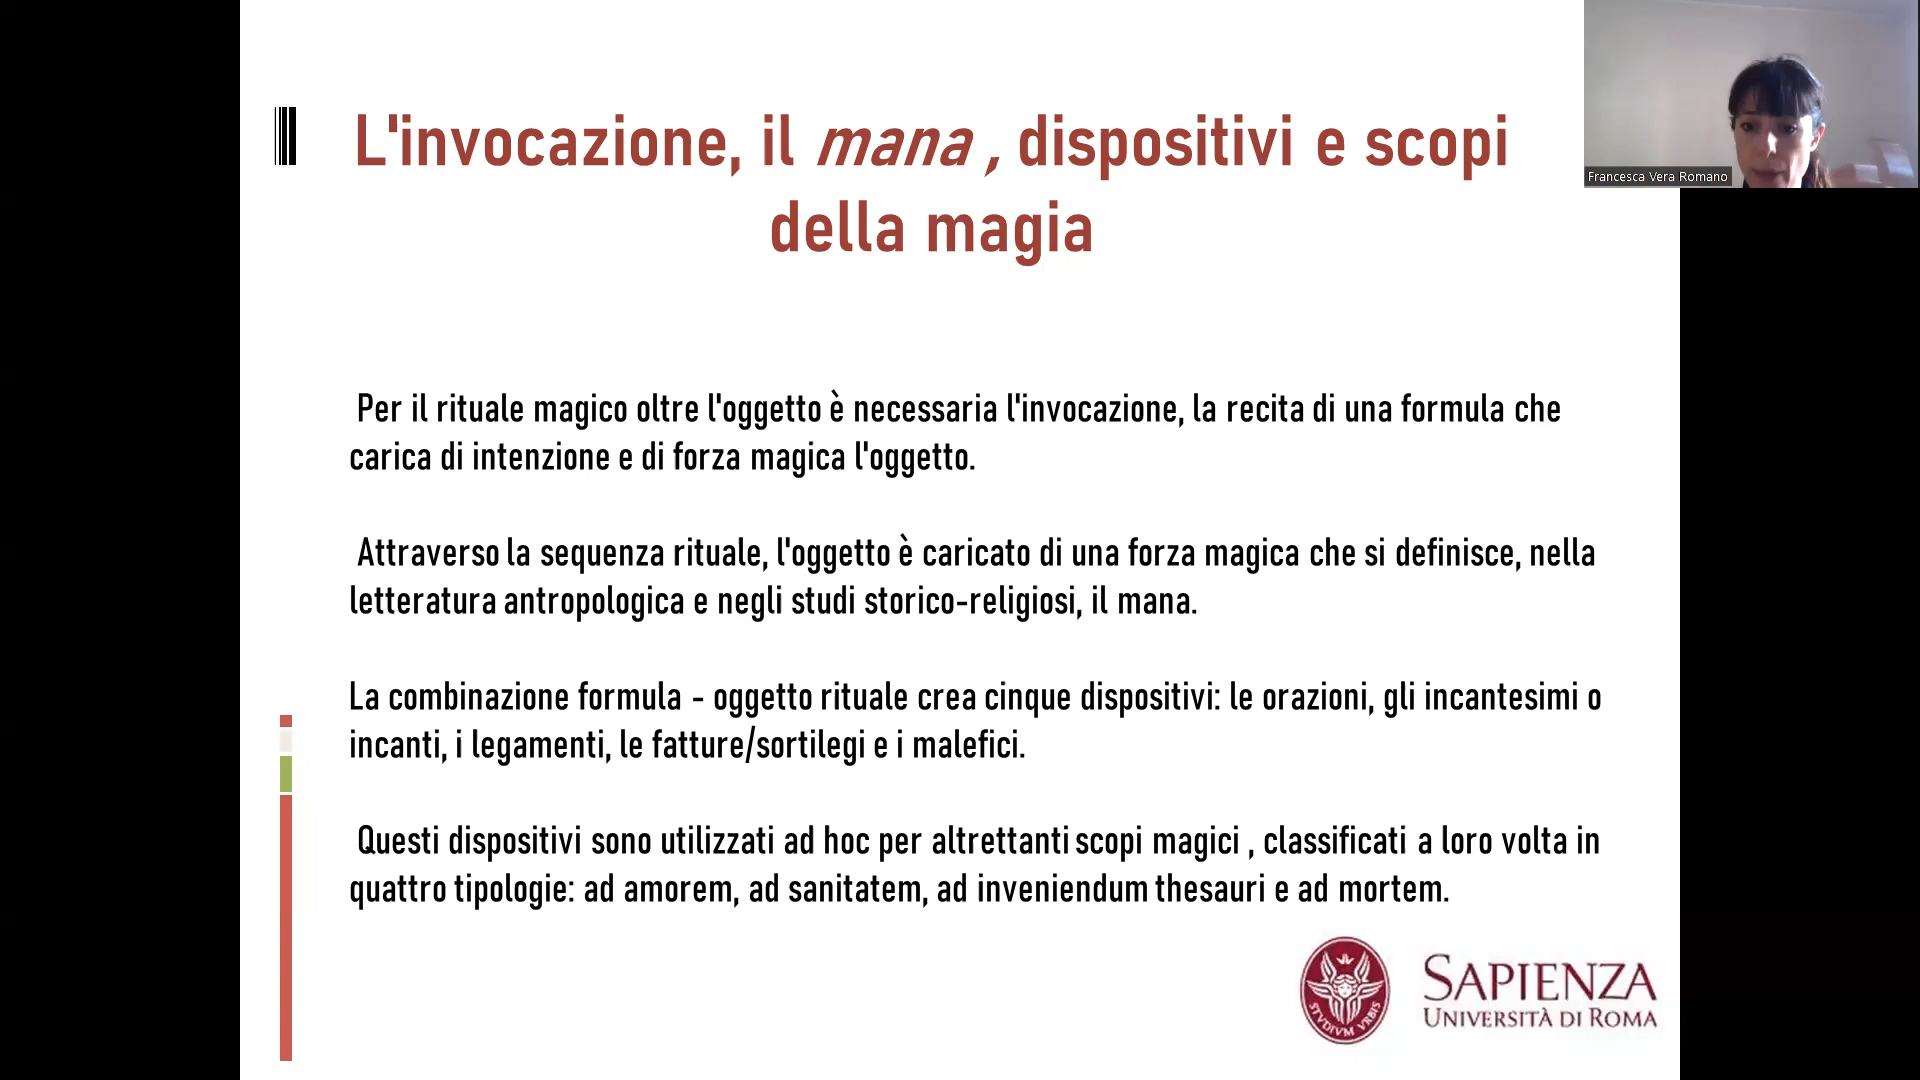 L'invocazione, il mana , dispositivi e scopi
della magia
Francesca Vera Romano
Per il rituale magico oltre l'oggetto è necessaria l'invocazione, la recita di una formula che
carica di intenzione e di forza magica l'oggetto.
Attraverso la sequenza rituale, l'oggetto è caricato di una forza magica che si definisce, nella
letteratura antropologica e negli studi storico-religiosi, il mana.
La combinazione formula - oggetto rituale crea cinque dispositivi: le orazioni, gli incantesimi o
incanti, i legamenti, le fatture/sortilegi e i malefici.
Questi dispositivi sono utilizzati ad hoc per altrettanti scopi magici , classificati a loro volta in
quattro tipologie: ad amorem, ad sanitatem, ad inveniendum thesauri e ad mortem.
STVDIVM VRBIS
SAPIENZA
UNIVERSITÀ DI ROMA